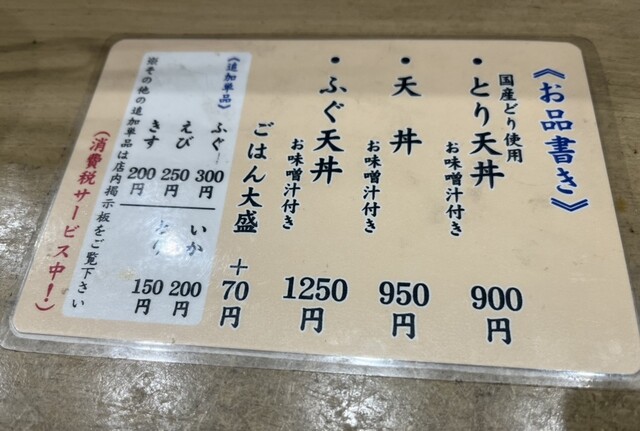 《お品書き》
国産どり使用
・とり天丼 900円
お味噌汁付き
・天丼 950円
お味噌汁付き
・ふぐ天丼 1250円
お味噌汁付き
ごはん大盛 +70円
《追加単品》
ふぐ 300円
えび 250円
きす 200円
いか 200円
とり 150円
※その他の追加単品は店内掲示板をご覧下さい
(消費税サービス中!)